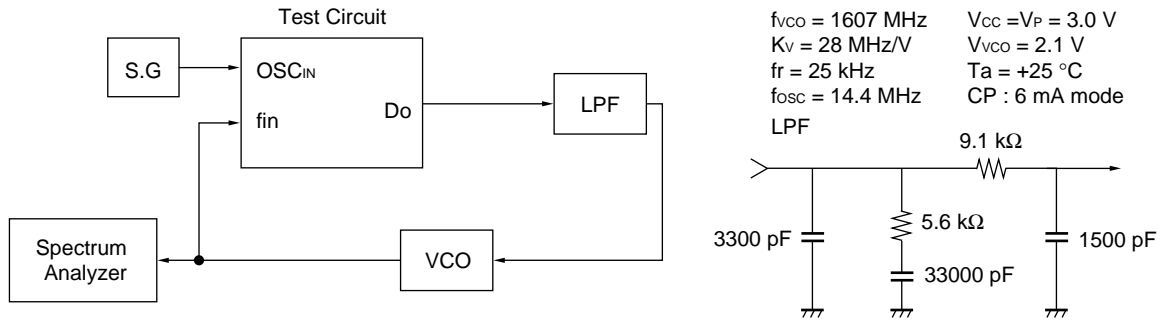 Test Circuit
S.G
OSCIN
fin
Do
LPF
Spectrum
Analyzer
VCO
fVCO = 1607 MHz
KV = 28 MHz/V
fr = 25 kHz
fOSC = 14.4 MHz
LPF
VCC =VP = 3.0 V
VVCO = 2.1 V
Ta = +25 °C
CP : 6 mA mode
9.1 kΩ
3300 pF
5.6 kΩ
33000 pF
1500 pF